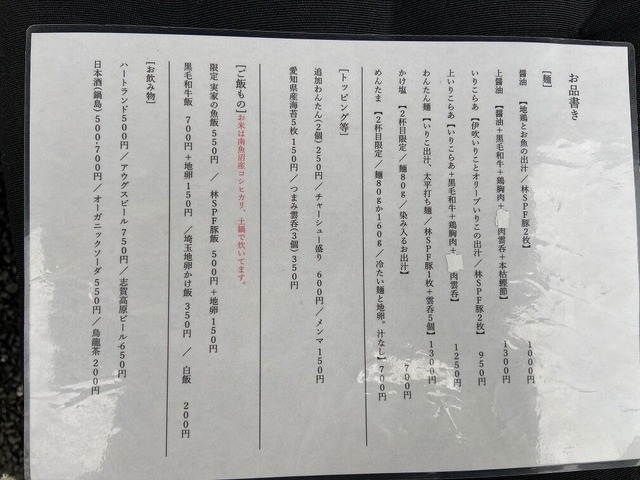 お品書き
[麺]
醤油 【地鶏とお魚の出汁／林SPF豚2枚】 1000円
上醤油 【醤油＋黒毛和牛＋鶏胸肉＋ 肉雲呑＋本枯鰹節】 1300円
いりこらあ 【伊吹いりことオリーブいりこの出汁／林SPF豚2枚】 950円
上いりこらあ 【いりこらあ＋黒毛和牛＋鶏胸肉＋ 肉雲呑】 1250円
わんたん麺 【いりこ出汁、太平打ち麺／林SPF豚1枚＋雲呑5個】 1300円
かけ塩 【2杯目限定／麺80g／染み入るお出汁】 700円
めんたま 【2杯目限定／麺80gか160g／冷たい麺と地卵。汁なし】 700円
[トッピング等]
追加わんたん(2個) 250円／チャーシュー盛り 600円／メンマ 150円
愛知県産海苔5枚 150円／つまみ雲呑(3個) 350円
[ご飯もの] お米は南魚沼産コシヒカリ、土鍋で炊いてます。
限定 実家の魚飯 550円 ／ 林SPF豚飯 500円＋地卵 150円
黒毛和牛飯 700円＋地卵 150円 ／埼玉地卵かけ飯 350円 ／ 白飯 200円
[お飲み物]
ハートランド500円／アウグスビール 750円／志賀高原ビール 650円
日本酒(鍋島) 500・700円／オーガニックソーダ 550円／烏龍茶 200円